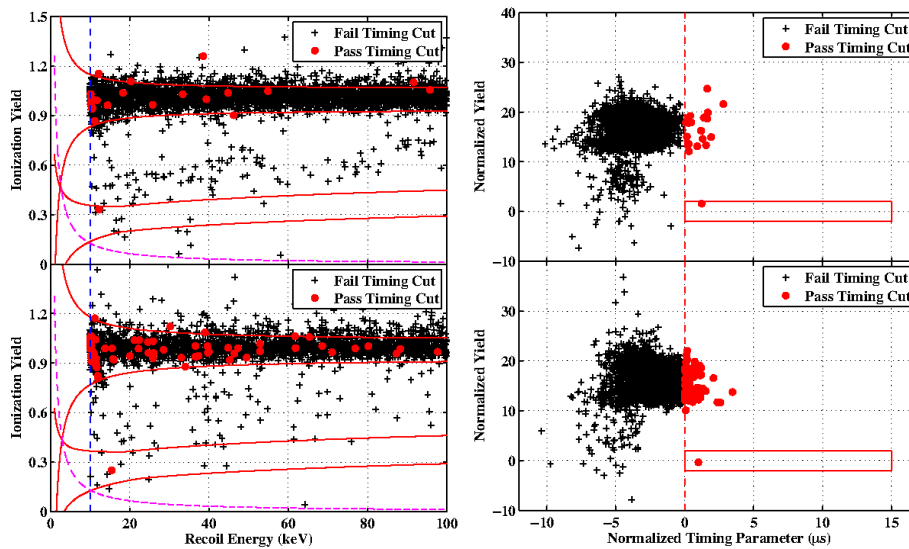 1.5
1.2
0.9
0.6
0.3
0
Ionization Yield
Fail Timing Cut
Pass Timing Cut
1.2
0.9
0.6
0.3
0
Ionization Yield
Fail Timing Cut
Pass Timing Cut
0 20 40 60 80 100
Recoil Energy (keV)
40
30
20
10
0
−10
Normalized Yield
Fail Timing Cut
Pass Timing Cut
30
20
10
0
−10
Normalized Yield
Fail Timing Cut
Pass Timing Cut
−10 −5 0 5 10 15
Normalized Timing Parameter (μs)